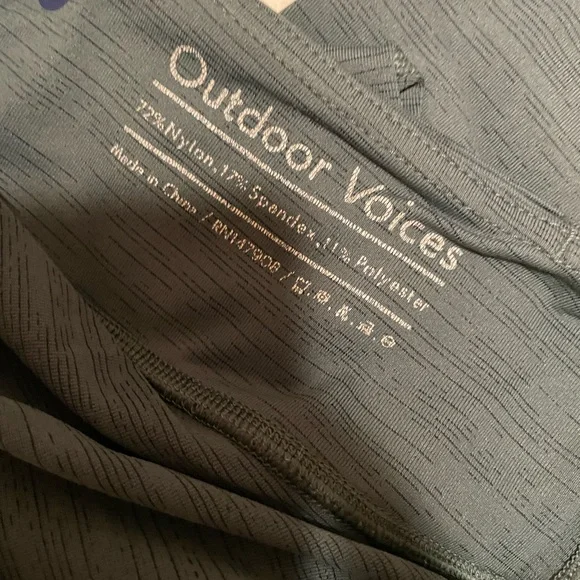 Outdoor Voices
72% Nylon, 17% Spandex, 11% Polyester
Made in China / RN147908 /